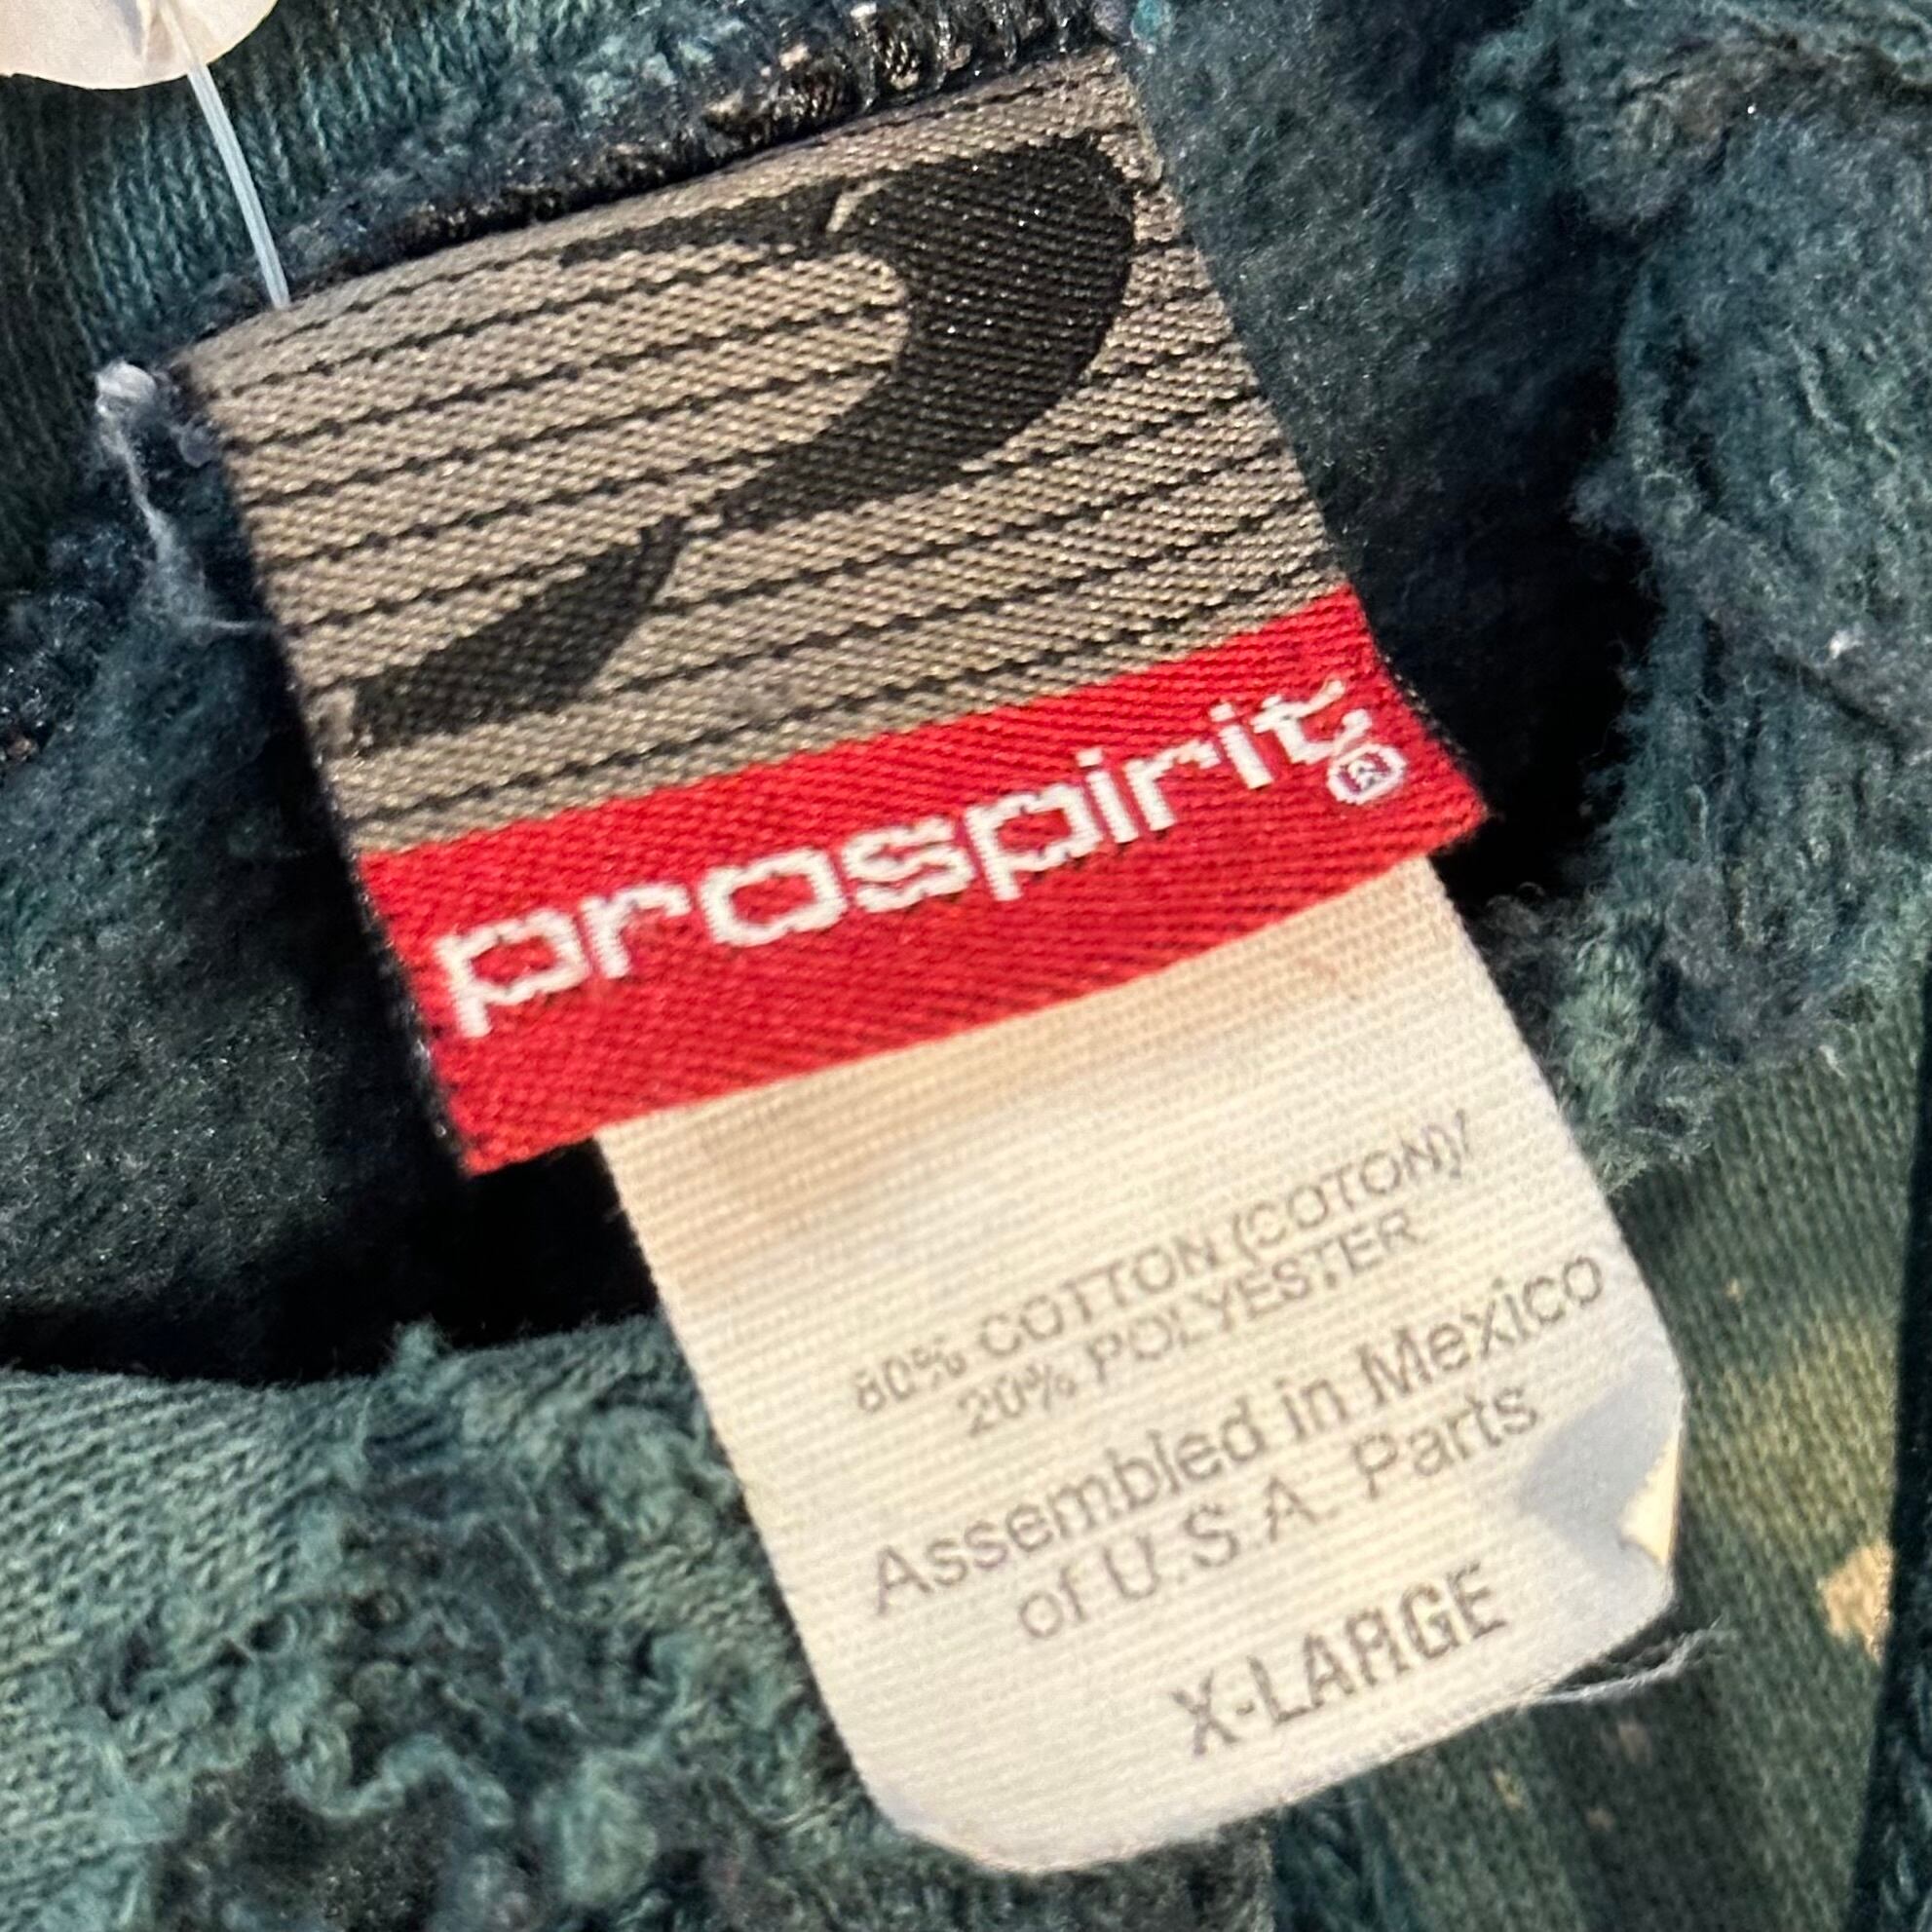 prospirit®
80% COTTON (COTON)/
20% POLYESTER
Assembled in Mexico
of U.S.A. Parts
X-LARGE